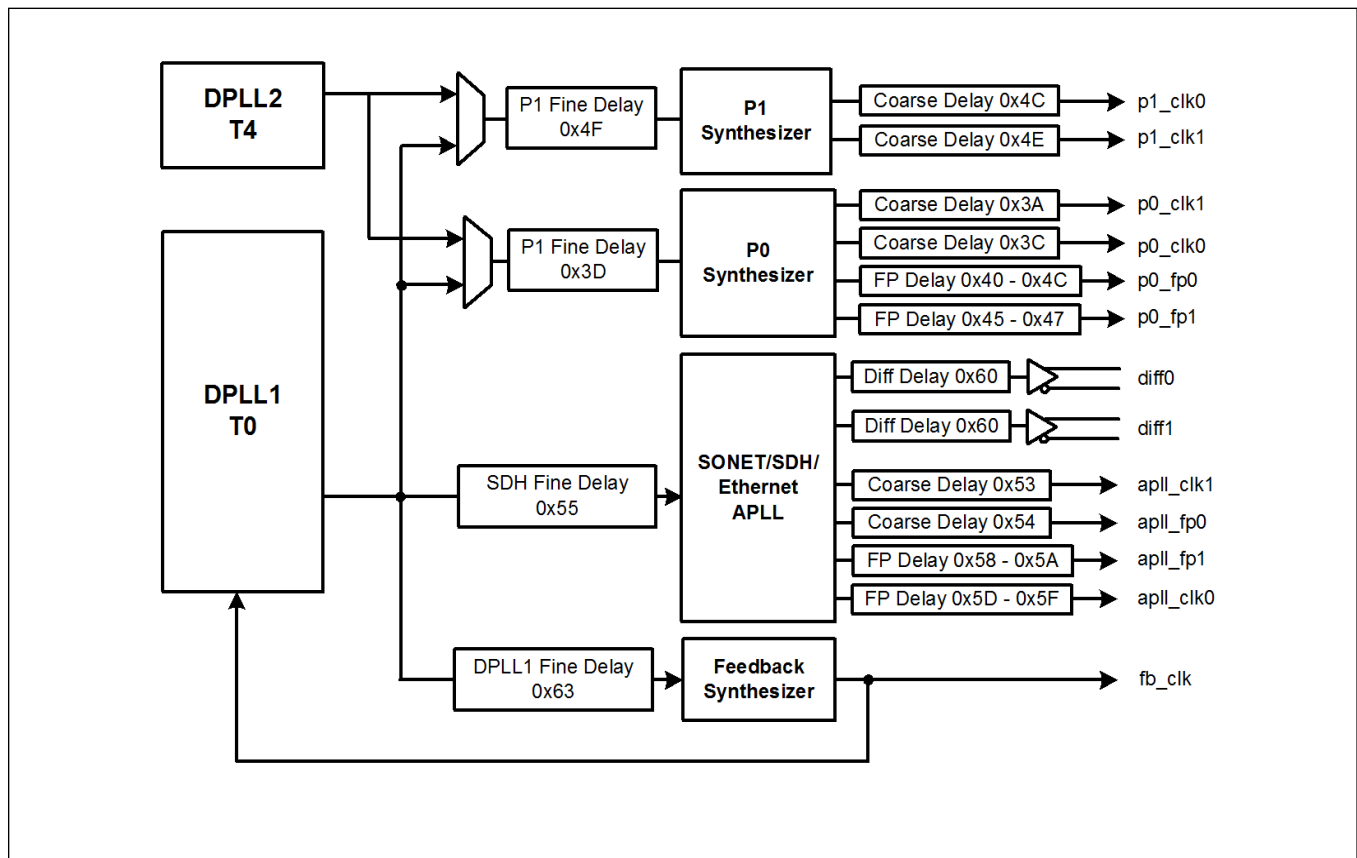 DPLL2
T4
P1 Fine Delay
0x4F
P1
Synthesizer
Coarse Delay 0x4C
p1_clk0
Coarse Delay 0x4E
p1_clk1
DPLL1
T0
P1 Fine Delay
0x3D
P0
Synthesizer
Coarse Delay 0x3A
p0_clk1
Coarse Delay 0x3C
p0_clk0
FP Delay 0x40 - 0x4C
p0_fp0
FP Delay 0x45 - 0x47
p0_fp1
SDH Fine Delay
0x55
SONET/SDH/
Ethernet
APLL
Diff Delay 0x60
diff0
Diff Delay 0x60
diff1
Coarse Delay 0x53
apll_clk1
Coarse Delay 0x54
apll_fp0
FP Delay 0x58 - 0x5A
apll_fp1
FP Delay 0x5D - 0x5F
apll_clk0
DPLL1 Fine Delay
0x63
Feedback
Synthesizer
fb_clk